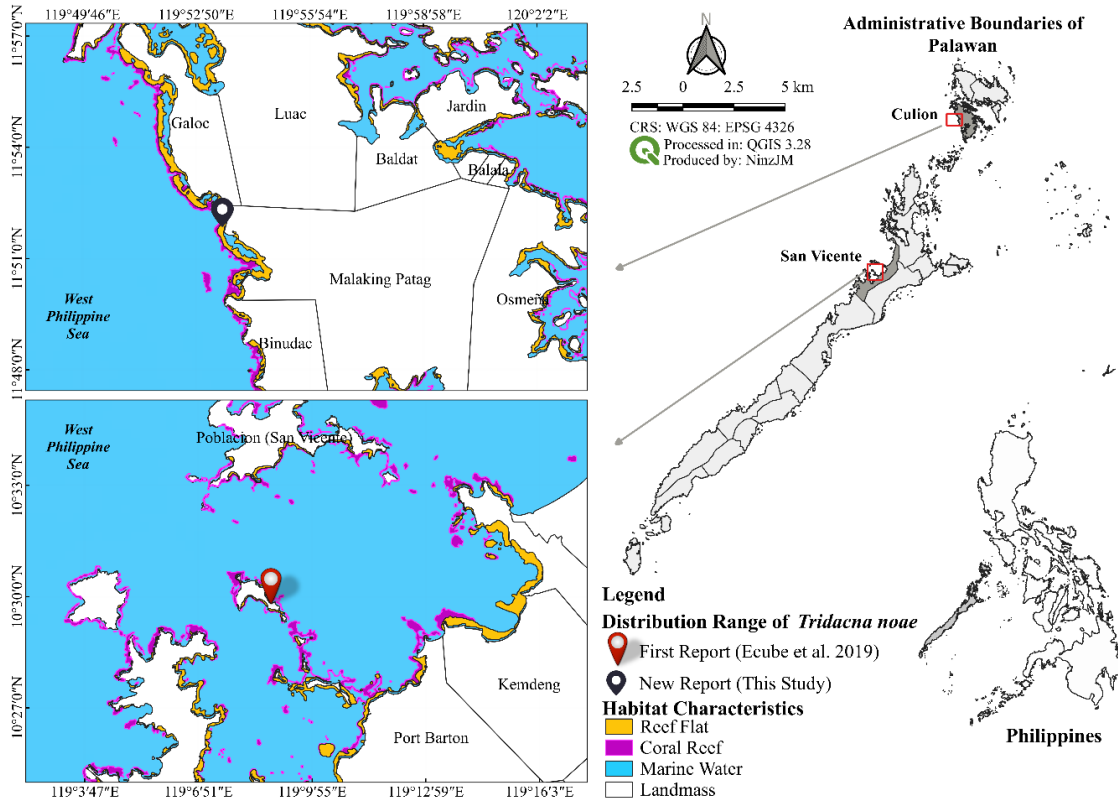 119°49'46"E 119°52'50"E 119°55'54"E 119°58'58"E 120°2'2"E
11°57'0"N
11°54'0"N
11°51'10"N
11°48'0"N
Galoc
Luac
Jardin
Baldat
Balala
Malaking Patag
Osmeña
Binudac
West
Philippine
Sea
West
Philippine
Sea
Poblacion (San Vicente)
Kemdeng
Port Barton
10°33'33"N
10°30'0"N
10°27'0"N
119°3'47"E 119°6'51"E 119°9'55"E 119°12'59"E 119°16'3"E
N
2.5 0 2.5 5 km
CRS: WGS 84: EPSG 4326
Processed in: QGIS 3.28
Produced by: NinzJM
Administrative Boundaries of
Palawan
Culion
San Vicente
Philippines
Legend
Distribution Range of Tridacna noae
First Report (Ecube et al. 2019)
New Report (This Study)
Habitat Characteristics
Reef Flat
Coral Reef
Marine Water
Landmass